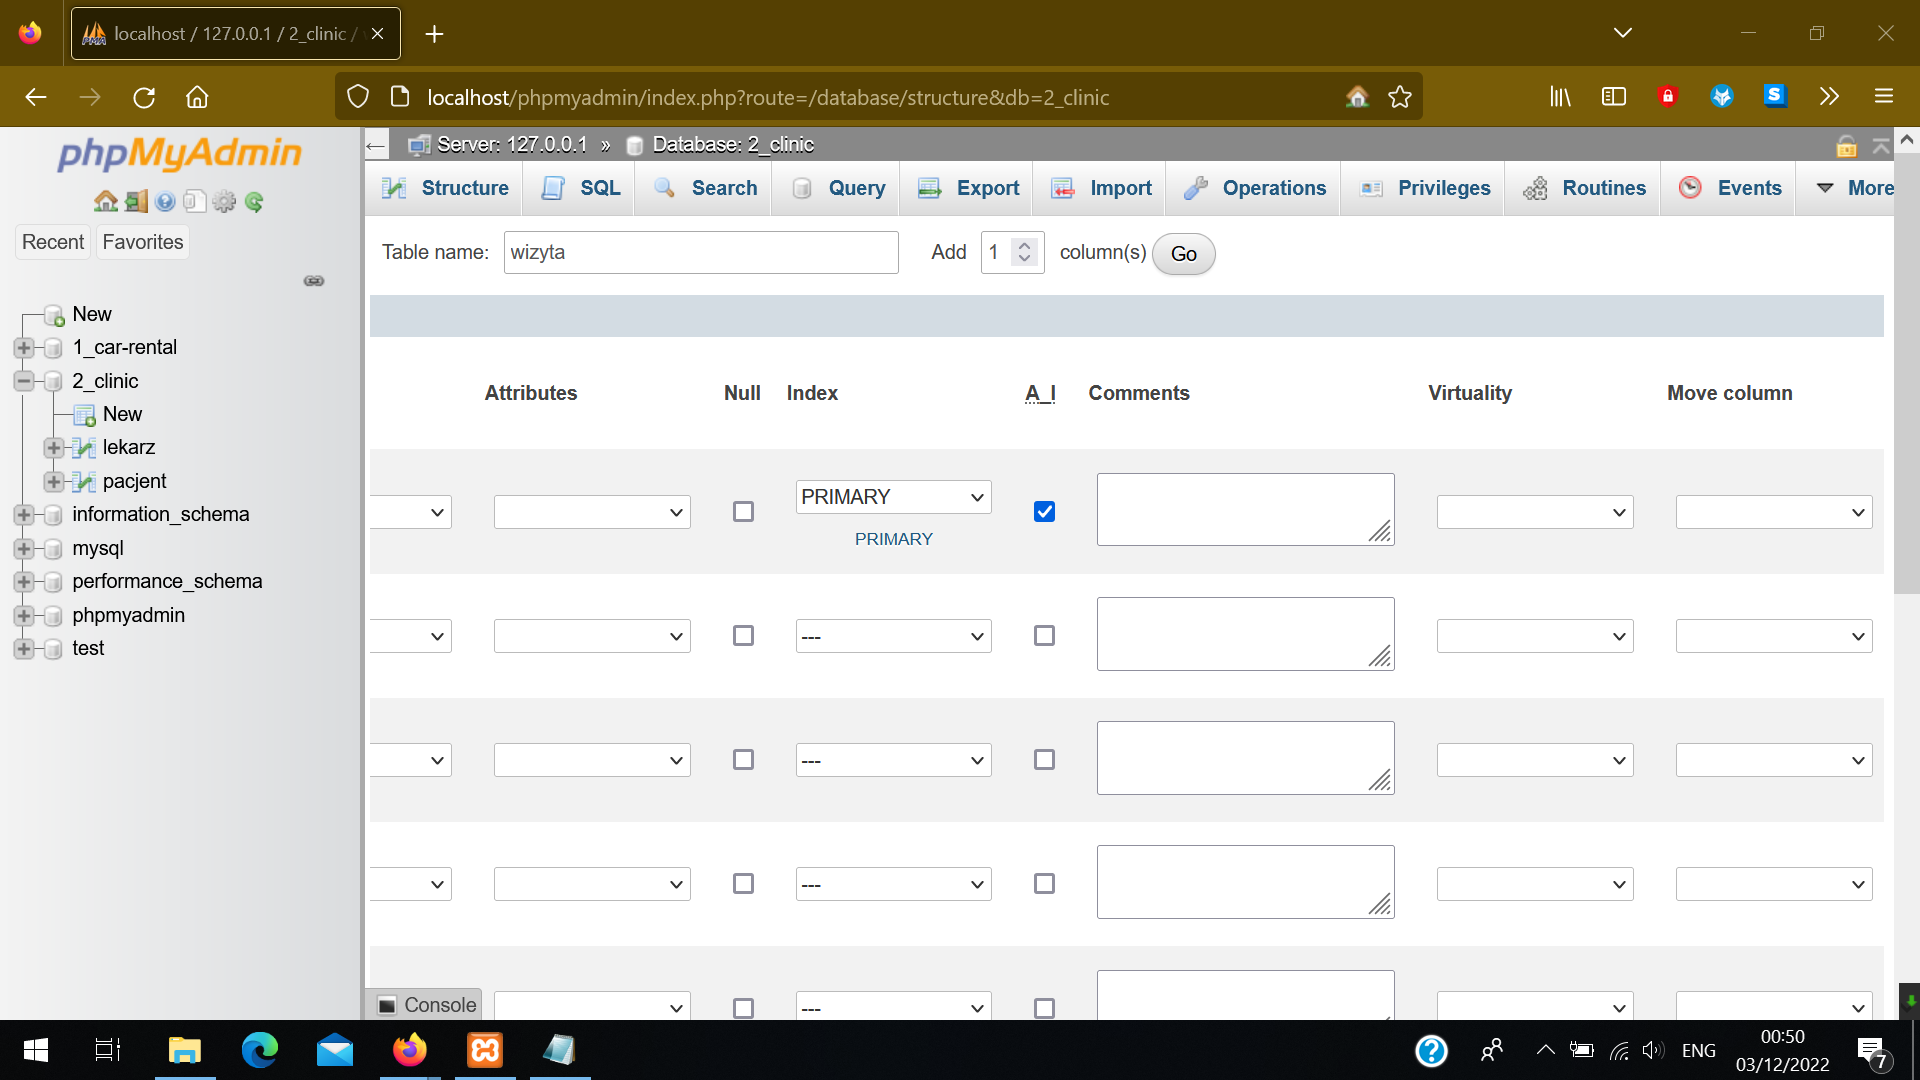 localhost / 127.0.0.1 / 2_clinic /
localhost/phpmyadmin/index.php?route=/database/structure&db=2_clinic
phpMyAdmin
Recent
Favorites
New
1_car-rental
2_clinic
New
lekarz
pacjent
information_schema
mysql
performance_schema
phpmyadmin
test
Server: 127.0.0.1 » Database: 2_clinic
Structure
SQL
Search
Query
Export
Import
Operations
Privileges
Routines
Events
More
Table name: wizyta Add 1 column(s) Go
Attributes Null Index A_I Comments Virtuality Move column
PRIMARY
PRIMARY
---
---
---
---
Console
ENG
00:50
03/12/2022
7